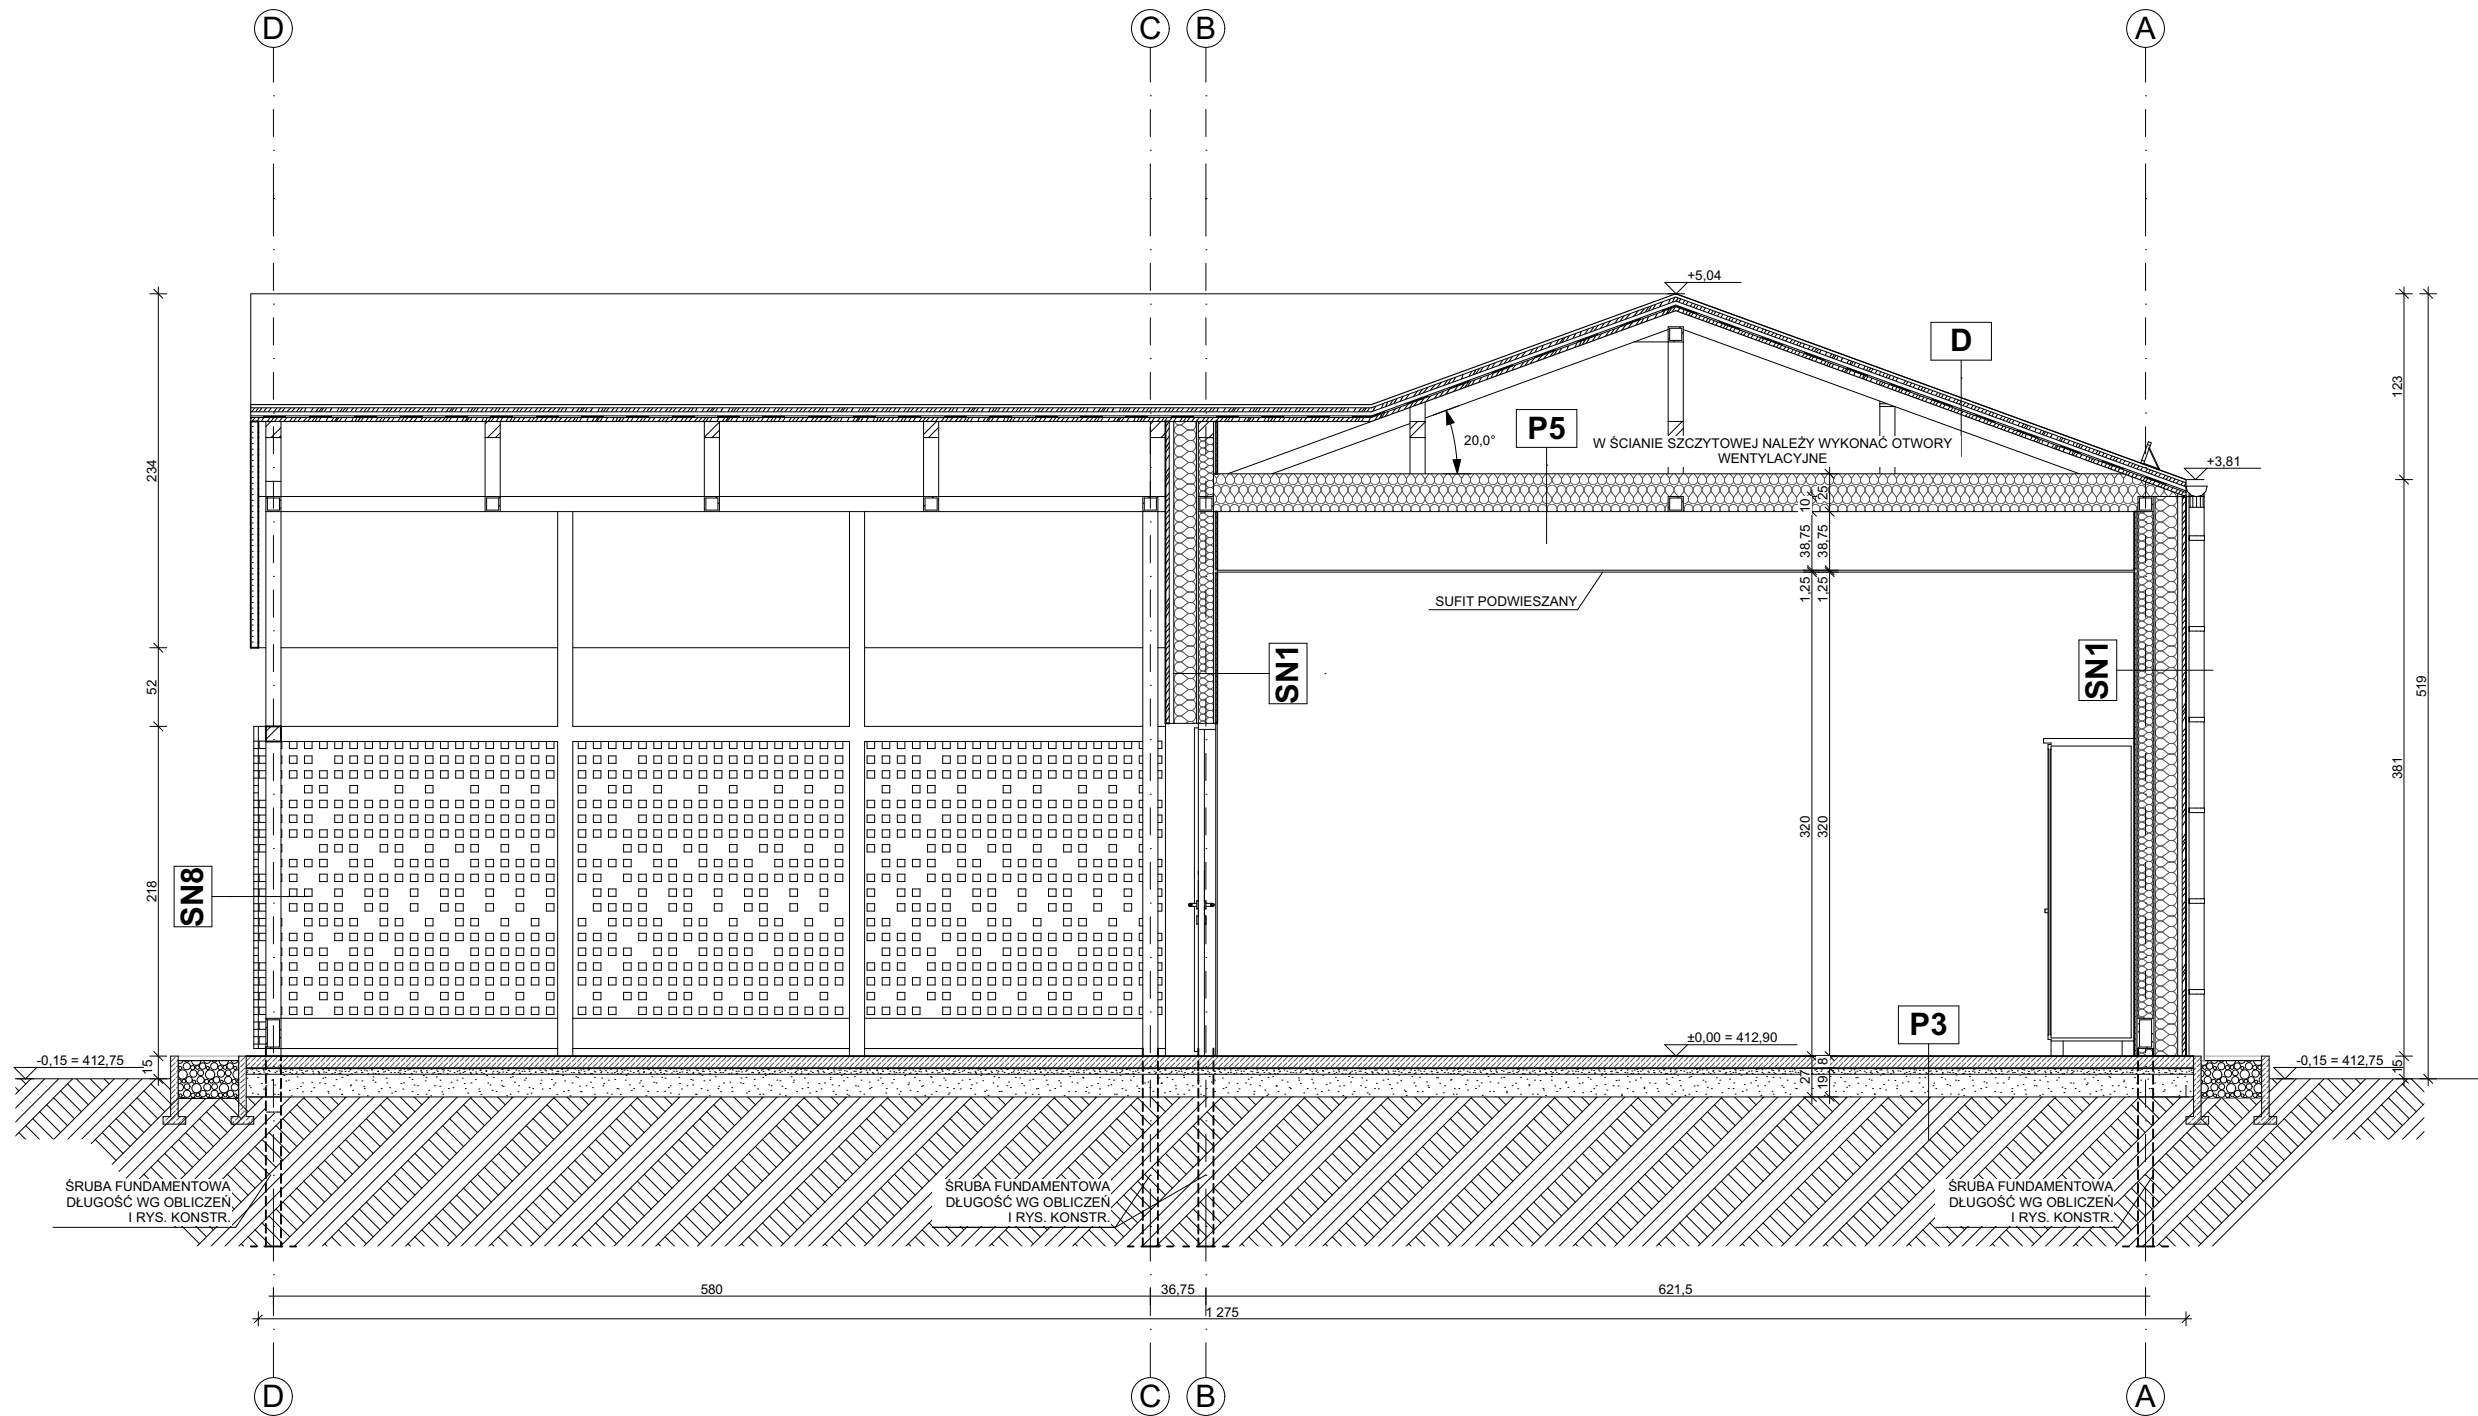 D
C
B
A
+5,04
D
P5
20,0°
W ŚCIANIE SZCZYTOWEJ NALEŻY WYKONAĆ OTWORY
WENTYLACYJNE
+3,81
123
234
25
10
38,75
38,75
1,25
1,25
SUFIT PODWIESZANY
SN1
SN1
52
519
381
320
320
218
SN8
P3
±0,00 = 412,90
-0,15 = 412,75
15
8
27
19
-0,15 = 412,75
15
ŚRUBA FUNDAMENTOWA
DŁUGOŚĆ WG OBLICZEŃ
I RYS. KONSTR.
ŚRUBA FUNDAMENTOWA
DŁUGOŚĆ WG OBLICZEŃ
I RYS. KONSTR.
ŚRUBA FUNDAMENTOWA
DŁUGOŚĆ WG OBLICZEŃ
I RYS. KONSTR.
580
36,75
621,5
1 275
D
C
B
A